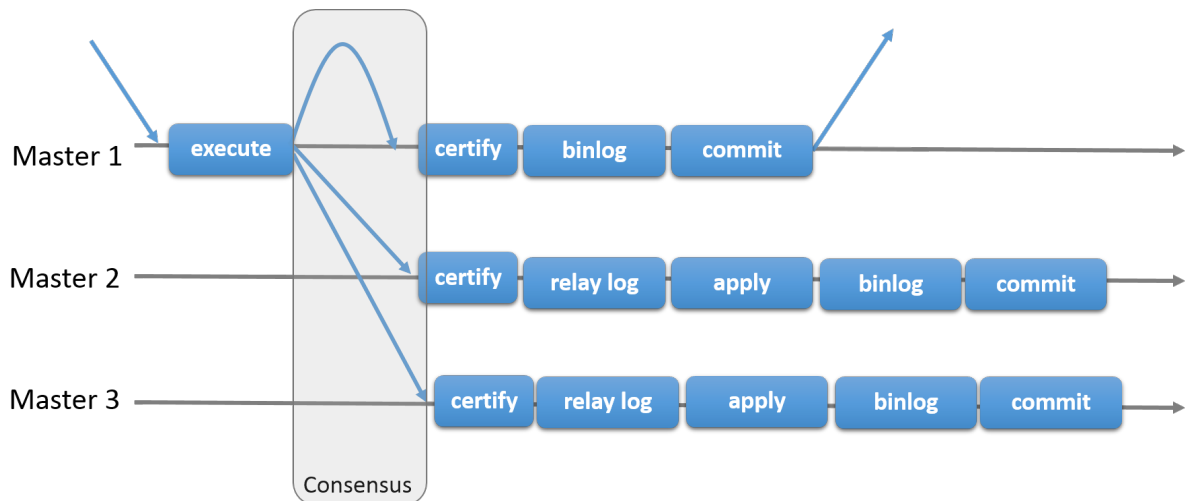 Master 1
execute
certify
binlog
commit
Master 2
certify
relay log
apply
binlog
commit
Master 3
certify
relay log
apply
binlog
commit
Consensus